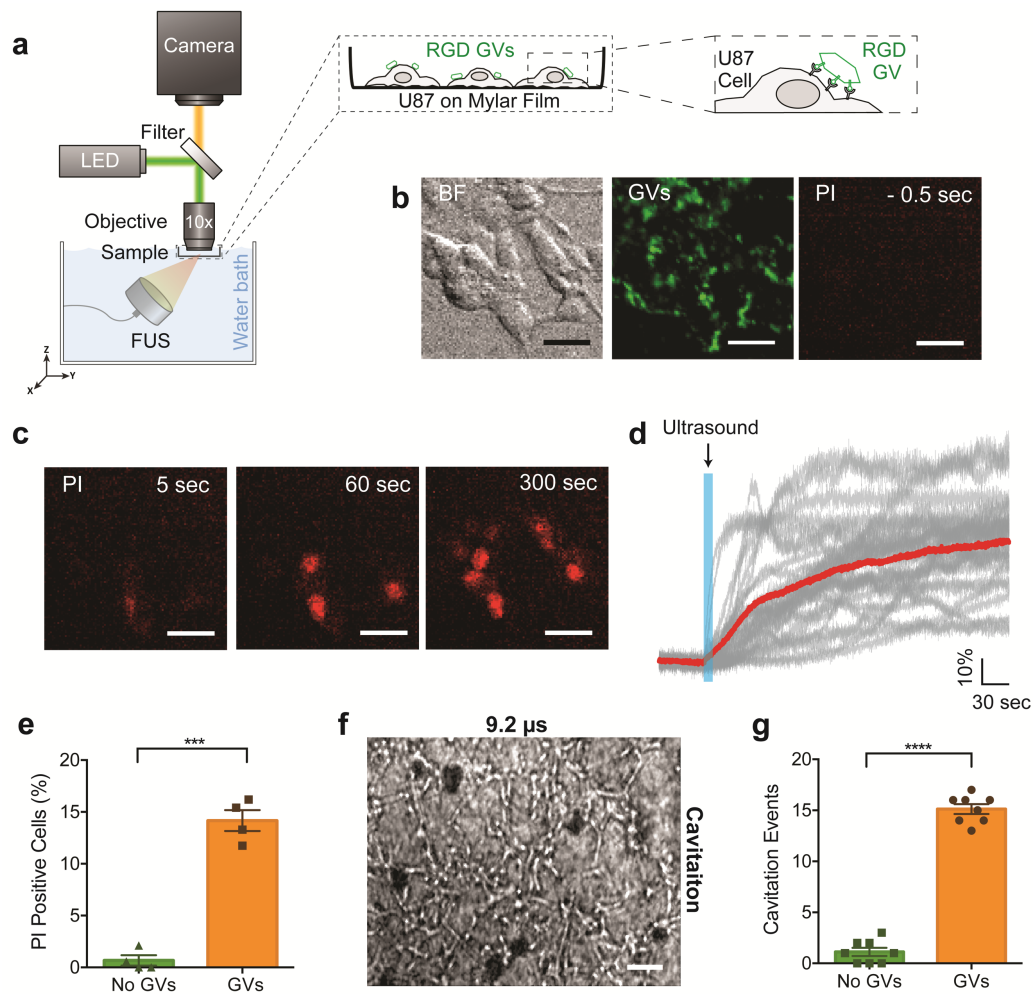 a
Camera
Filter
LED
Objective
10x
Sample
FUS
Water bath
Z
Y
X
RGD GVs
U87 on Mylar Film
U87
Cell
RGD
GV
b
BF
GVs
PI
- 0.5 sec
c
PI
5 sec
60 sec
300 sec
d
Ultrasound
10%
30 sec
e
***
PI Positive Cells (%)
20
15
10
5
0
No GVs
GVs
f
9.2 µs
Cavitaiton
g
****
Cavitation Events
20
15
10
5
0
No GVs
GVs